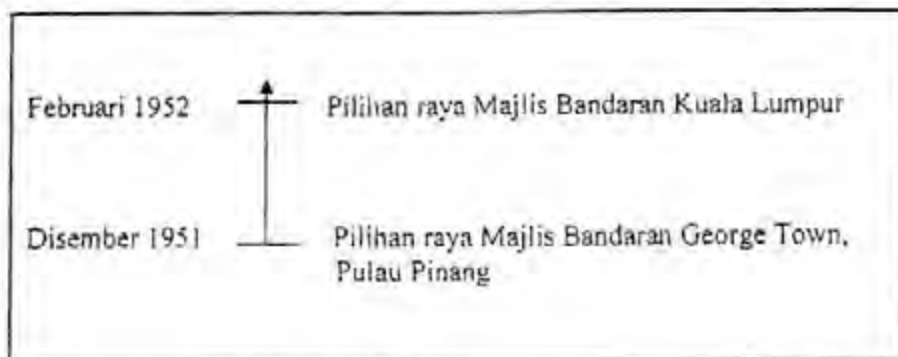 Februari 1952 Pilihan raya Majlis Bandaran Kuala Lumpur
Disember 1951 Pilihan raya Majlis Bandaran George Town,
Pulau Pinang